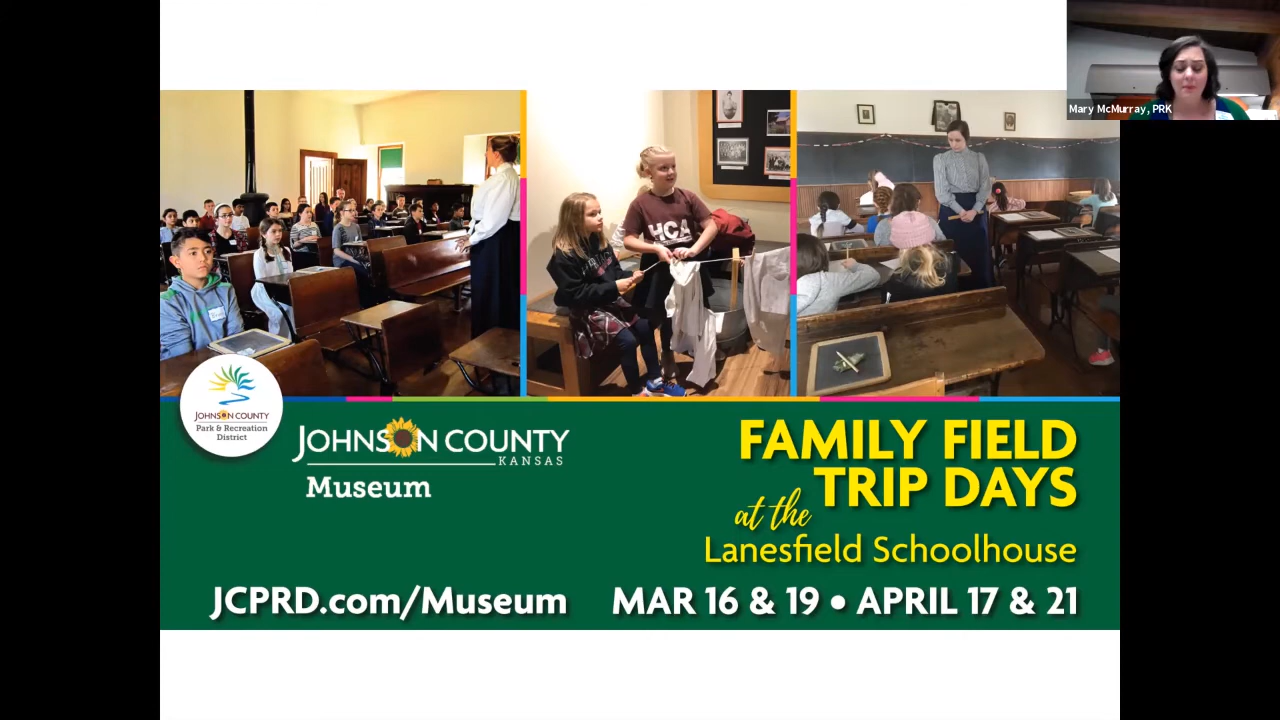 Mary McMurray, PRK
HCA
JOHNSON COUNTY
Park & Recreation
District
JOHNSON COUNTY
KANSAS
Museum
FAMILY FIELD
TRIP DAYS
at the
Lanesfield Schoolhouse
JCPRD.com/Museum
MAR 16 & 19 • APRIL 17 & 21